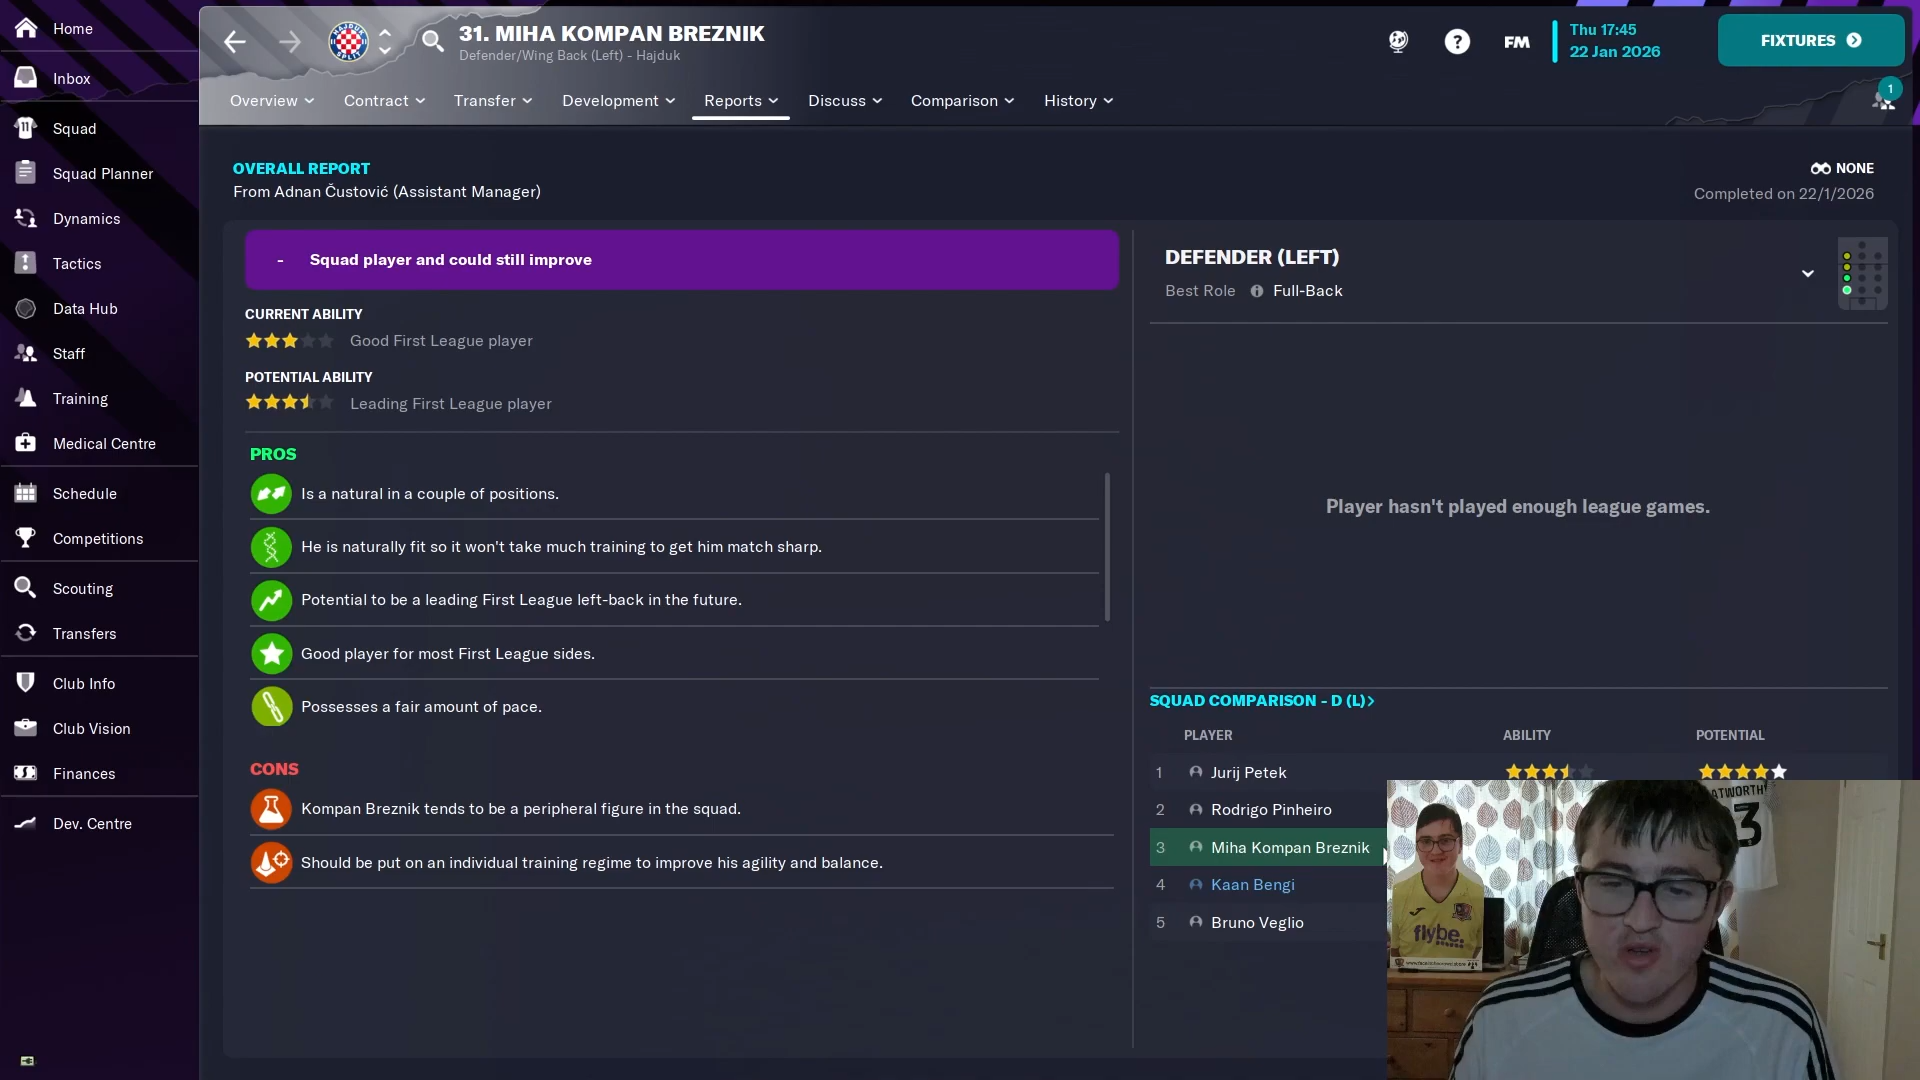 Home
Inbox
Squad
Squad Planner
Dynamics
Tactics
Data Hub
Staff
Training
Medical Centre
Schedule
Competitions
Scouting
Transfers
Club Info
Club Vision
Finances
Dev. Centre
31. MIHA KOMPAN BREZNIK
Defender/Wing Back (Left) - Hajduk
FM
Thu 17:45
22 Jan 2026
FIXTURES
1
Overview
Contract
Transfer
Development
Reports
Discuss
Comparison
History
OVERALL REPORT
From Adnan Čustović (Assistant Manager)
NONE
Completed on 22/1/2026
- Squad player and could still improve
CURRENT ABILITY
Good First League player
POTENTIAL ABILITY
Leading First League player
PROS
Is a natural in a couple of positions.
He is naturally fit so it won't take much training to get him match sharp.
Potential to be a leading First League left-back in the future.
Good player for most First League sides.
Possesses a fair amount of pace.
CONS
Kompan Breznik tends to be a peripheral figure in the squad.
Should be put on an individual training regime to improve his agility and balance.
DEFENDER (LEFT)
Best Role Full-Back
Player hasn't played enough league games.
SQUAD COMPARISON - D (L)>
PLAYER ABILITY POTENTIAL
1 Jurij Petek
2 Rodrigo Pinheiro
3 Miha Kompan Breznik
4 Kaan Bengi
5 Bruno Veglio
ATWORTH
3
flybe.